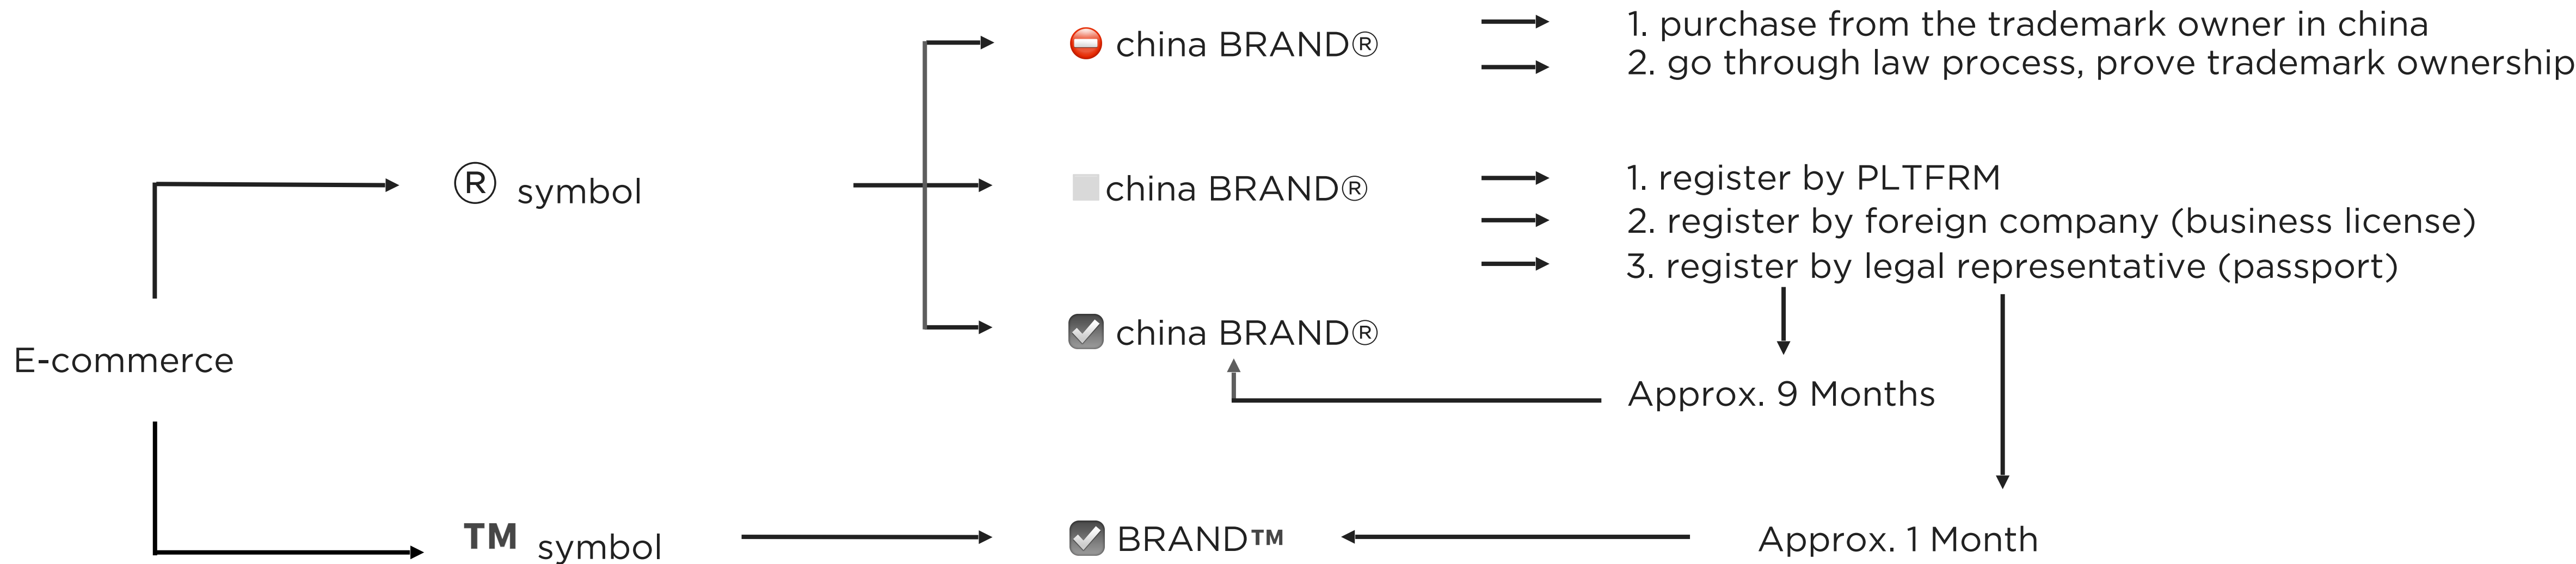 china BRAND®
1. purchase from the trademark owner in china
2. go through law process, prove trademark ownership
® symbol
china BRAND®
1. register by PLTFRM
2. register by foreign company (business license)
3. register by legal representative (passport)
china BRAND®
E-commerce
Approx. 9 Months
TM symbol
BRAND™
Approx. 1 Month